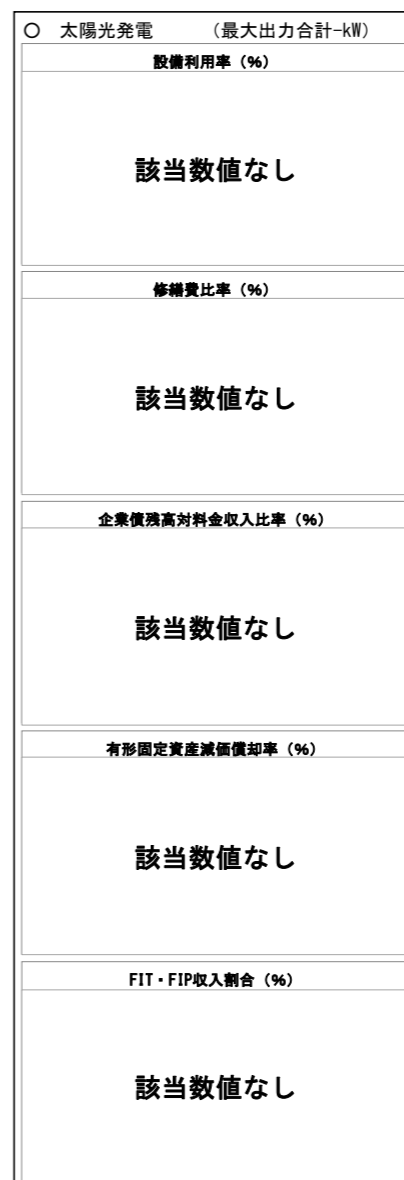 ○　太陽光発電　　　（最大出力合計-kW）
設備利用率（%）
該当数値なし
修繕費比率（%）
該当数値なし
企業債残高対料金収入比率（%）
該当数値なし
有形固定資産減価償却率（%）
該当数値なし
FIT・FIP収入割合（%）
該当数値なし